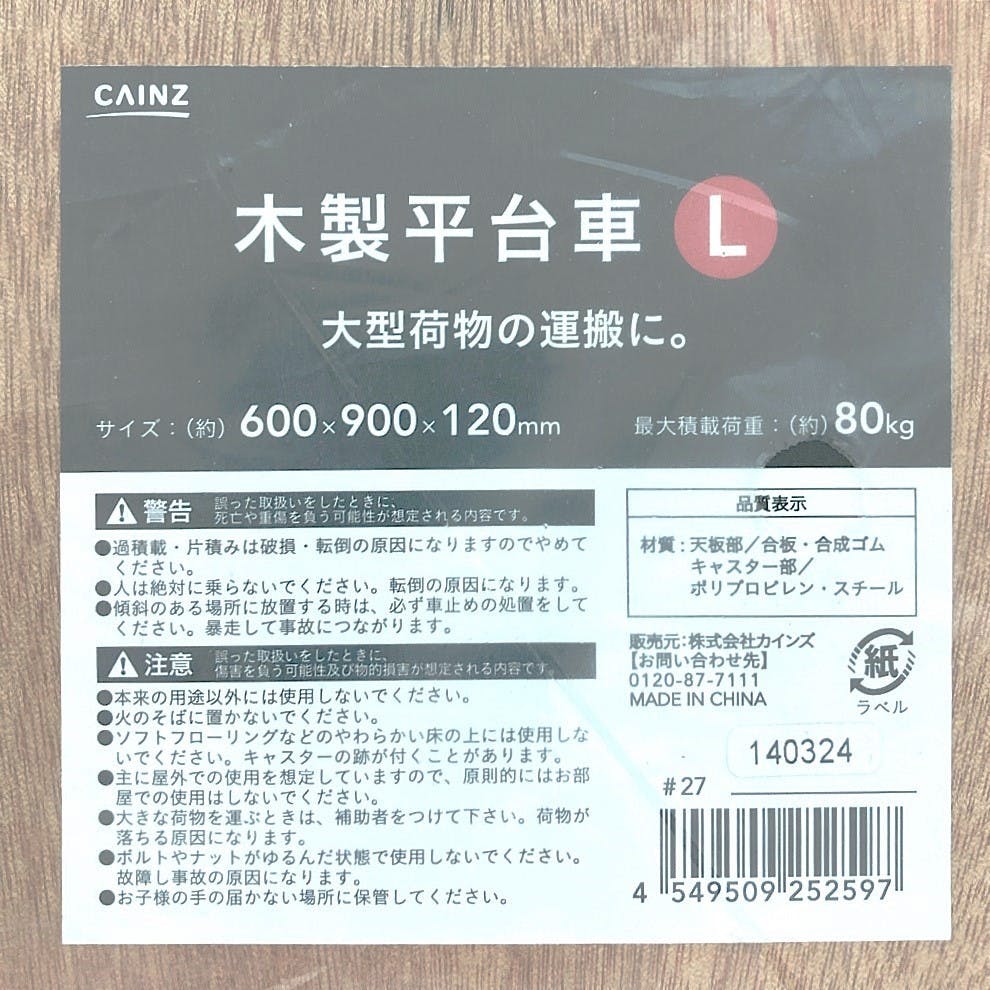 CAINZ
木製平台車 L
大型荷物の運搬に。
サイズ：（約）600×900×120mm
最大積載荷重：（約）80kg
警告 誤った取扱いをしたときに、
死亡や重傷を負う可能性が想定される内容です。
●過積載・片積みは破損・転倒の原因になりますのでやめて
ください。
●人は絶対に乗らないでください。転倒の原因になります。
●傾斜のある場所に放置する時は、必ず車止めの処置をして
ください。暴走して事故につながります。
注意 誤った取扱いをしたときに、
傷害を負う可能性及び物的損害が想定される内容です。
●本来の用途以外には使用しないでください。
●火のそばに置かないでください。
●ソフトフローリングなどのやわらかい床の上には使用しな
いでください。キャスターの跡が付くことがあります。
●主に屋外での使用を想定していますので、原則的にはお部
屋での使用はしないでください。
●大きな荷物を運ぶときは、補助者をつけて下さい。荷物が
落ちる原因になります。
●ボルトやナットがゆるんだ状態で使用しないでください。
故障し事故の原因になります。
●お子様の手の届かない場所に保管してください。
品質表示
材質：天板部／合板・合成ゴム
キャスター部／
ポリプロピレン・スチール
販売元：株式会社カインズ
【お問い合わせ先】
0120-87-7111
MADE IN CHINA
紙
ラベル
140324
#27
4 549509 252597